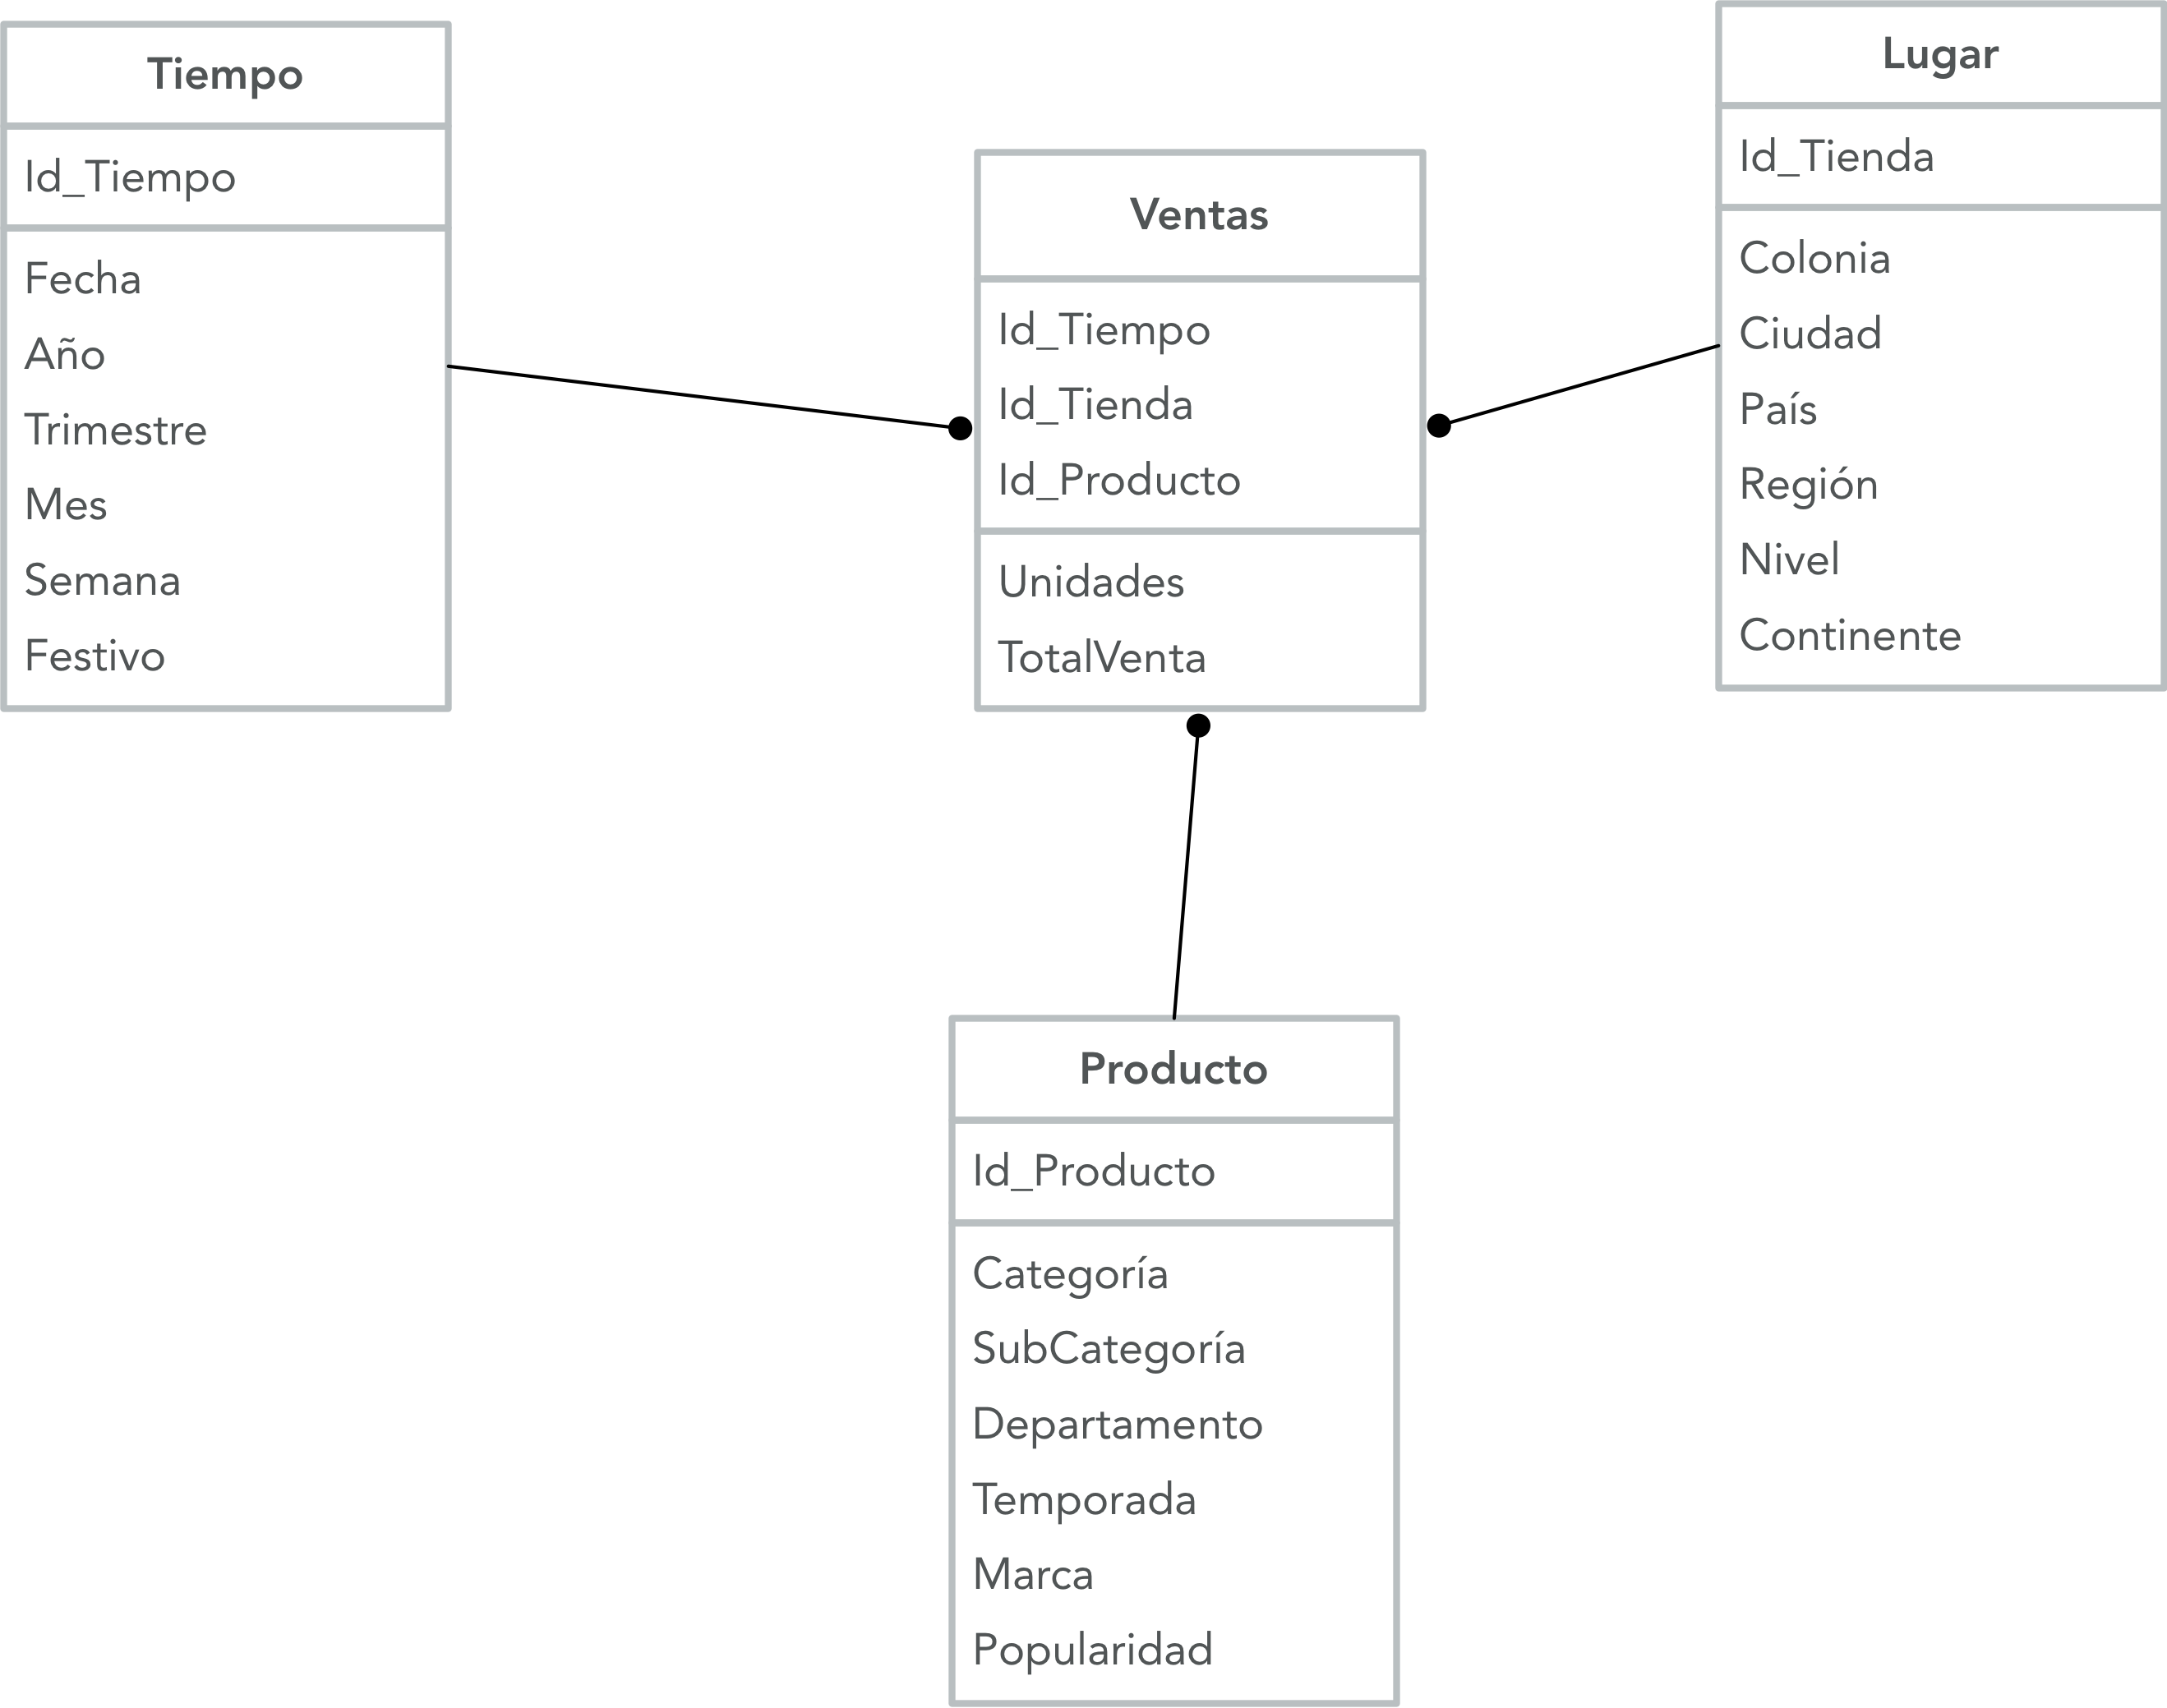 Tiempo
Id_Tiempo
Fecha
Año
Trimestre
Mes
Semana
Festivo
Ventas
Id_Tiempo
Id_Tienda
Id_Producto
Unidades
TotalVenta
Lugar
Id_Tienda
Colonia
Ciudad
País
Región
Nivel
Continente
Producto
Id_Producto
Categoría
SubCategoría
Departamento
Temporada
Marca
Popularidad